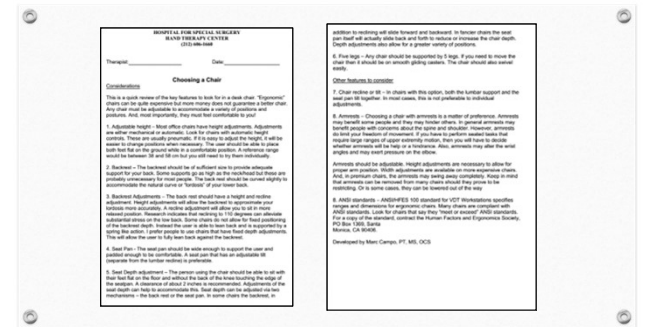 HOSPITAL FOR SPECIAL SURGERY
HAND THERAPY CENTER
(212) 606-1668
Therapist: Date:
Choosing a Chair
Considerations
This is a quick review of the key features to look for in a desk chair. "Ergonomic"
chairs can be quite expensive but more money does not guarantee a better chair.
Any chair must be adjustable to accommodate a variety of positions and
postures. And, most importantly, they must feel comfortable to you!
1. Adjustable height – Most office chairs have height adjustments. Adjustments
are either mechanical or automatic. Look for chairs with automatic height
controls. These are usually pneumatic. If it is easy to adjust the height, it will be
easier to change positions when necessary. The user should be able to place
both feet flat on the ground while in a comfortable position. A reference range
would be between 38 and 58 cm but you still need to try them individually.
2. Backrest – The backrest should be of sufficient size to provide adequate
support for your back. Some supports go as high as the neck/head but these are
probably unnecessary for most people. The back rest should be curved slightly to
accommodate the natural curve or "lordosis" of your lower back.
3. Backrest Adjustments - The back rest should have a height and recline
adjustment. Height adjustments will allow the backrest to approximate your
lordosis more accurately. A recline adjustment will allow you to sit in more
relaxed position. Research indicates that reclining to 110 degrees can alleviate
substantial stress on the low back. Some chairs do not allow for fixed positioning
of the backrest depth. Instead the user is able to lean back and is supported by a
spring like action. I prefer people to use chairs that have fixed depth adjustments.
This will allow the user to fully lean back against the backrest.
4. Seat Pan - The seat pan should be wide enough to support the user and
padded enough to be comfortable. A seat pan that has an adjustable tilt
(separate from the lumbar recline) is preferable.
5. Seat Depth adjustment – The person using the chair should be able to sit with
their feet flat on the floor and without the back of the knee touching the edge of
the seatpan. A clearance of about 2 inches is recommended. Adjustments of the
seat depth can help to accommodate this. Seat depth can be adjusted via two
mechanisms – the back rest or the seat pan. In some chairs the backrest, in
addition to reclining will slide forward and backward. In fancier chairs the seat
pan itself will actually slide back and forth to reduce or increase the chair depth.
Depth adjustments also allow for a greater variety of positions.
6. Five legs – Any chair should be supported by 5 legs. If you need to move the
chair then it should be on smooth gliding casters. The chair should also swivel
easily.
Other features to consider
7. Chair recline or tilt – In chairs with this option, both the lumbar support and the
seat pan tilt together. In most cases, this is not preferable to individual
adjustments.
8. Armrests – Choosing a chair with armrests is a matter of preference. Armrests
may benefit some people and they may hinder others. In general armrests may
benefit people with concerns about the spine and shoulder. However, armrests
do limit your freedom of movement. If you have to perform seated tasks that
require large ranges of upper extremity motion, then you will have to decide
whether armrests will be help or a hindrance. Also, armrests may alter the wrist
angles and may exert pressure on the elbow.
Armrests should be adjustable. Height adjustments are necessary to allow for
proper arm position. Width adjustments are available on more expensive chairs.
And, in premium chairs, the armrests may swing away completely. Keep in mind
that armrests can be removed from many chairs should they prove to be
restricting. Or is some cases, they can be lowered out of the way
8. ANSI standards - ANSI/HFES 100 standard for VDT Workstations specifies
ranges and dimensions for ergonomic chairs. Many chairs are compliant with
ANSI standards. Look for chairs that say they "meet or exceed" ANSI standards.
For a copy of the standard, contract the Human Factors and Ergonomics Society,
PO Box 1369, Santa
Monica, CA 90406.
Developed by Marc Campo, PT, MS, OCS